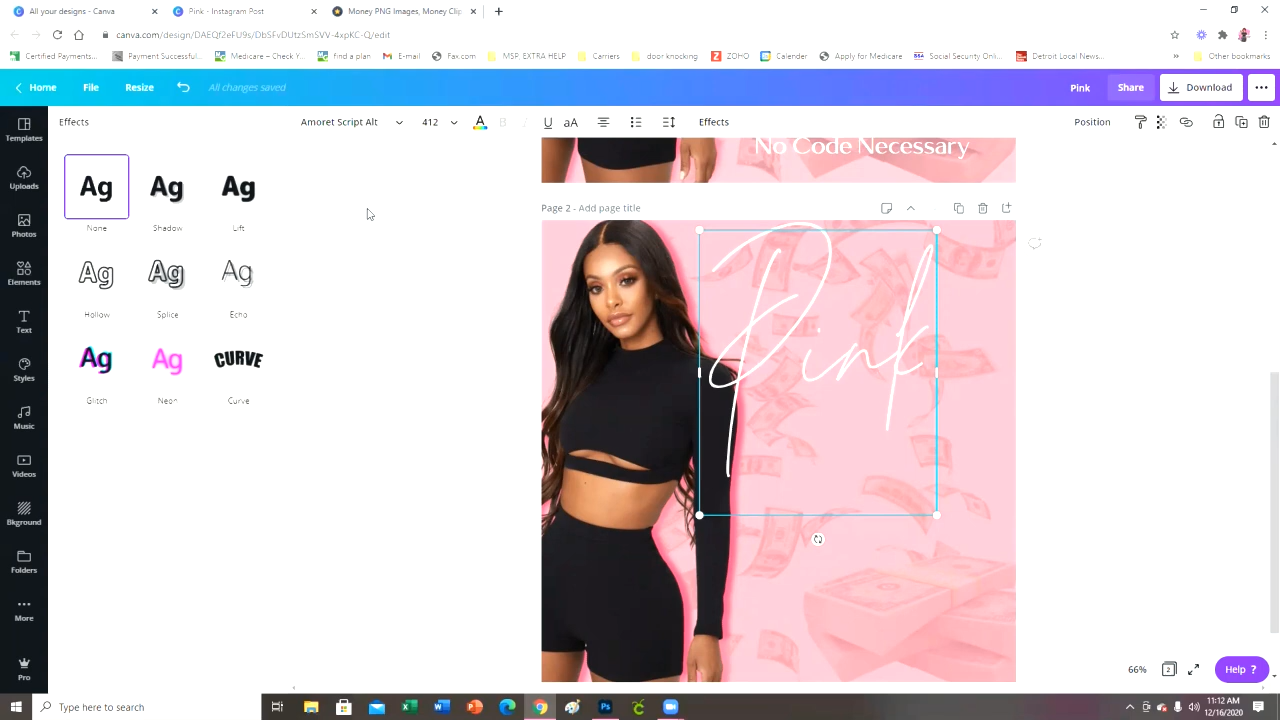 All your designs - Canva
Pink - Instagram Post
Money PNG Images, Money Clip
canva.com/design/DAEQf2eFU9s/DbSFvDUtzSmSVV-4xpKC-Q/edit
Certified Payments...
Payment Successful...
Medicare – Check Y...
find a plan
E-mail
Fax.com
MSP: EXTRA HELP
Carriers
door knocking
ZOHO
Calender
Apply for Medicare
Social Security Onli...
Detroit Local News...
Other bookmarks
Home
File
Resize
All changes saved
Pink
Share
Download
Effects
Amoret Script Alt
412
B
U
aA
Effects
Position
Templates
Uploads
Photos
Elements
Text
Styles
Music
Videos
Bkground
Folders
More
Pro
Ag
None
Ag
Shadow
Ag
Lift
Ag
Hollow
Ag
Splice
Ag
Echo
Ag
Glitch
Ag
Neon
CURVE
Curve
No Code Necessary
Page 2 - Add page title
Pink
66%
2
Help ?
Type here to search
11:12 AM
12/16/2020